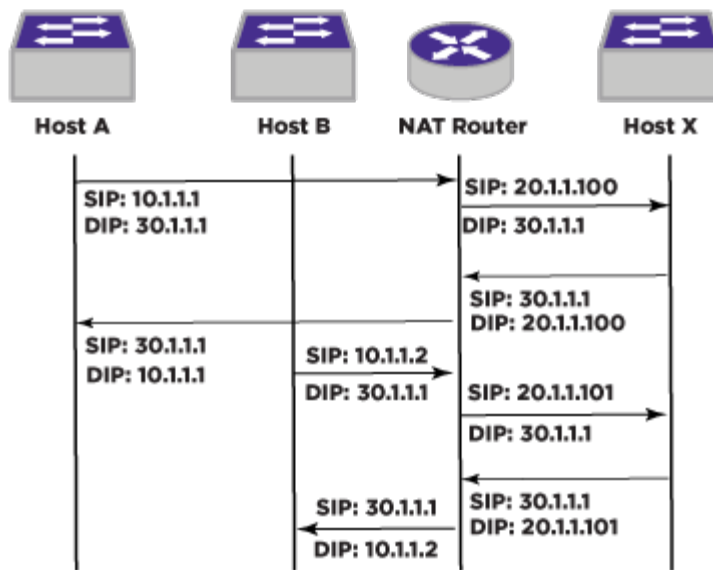 Host A
Host B
NAT Router
Host X
SIP: 10.1.1.1
DIP: 30.1.1.1
SIP: 20.1.1.100
DIP: 30.1.1.1
SIP: 30.1.1.1
DIP: 20.1.1.100
SIP: 30.1.1.1
DIP: 10.1.1.1
SIP: 10.1.1.2
DIP: 30.1.1.1
SIP: 20.1.1.101
DIP: 30.1.1.1
SIP: 30.1.1.1
DIP: 20.1.1.101
SIP: 30.1.1.1
DIP: 10.1.1.2